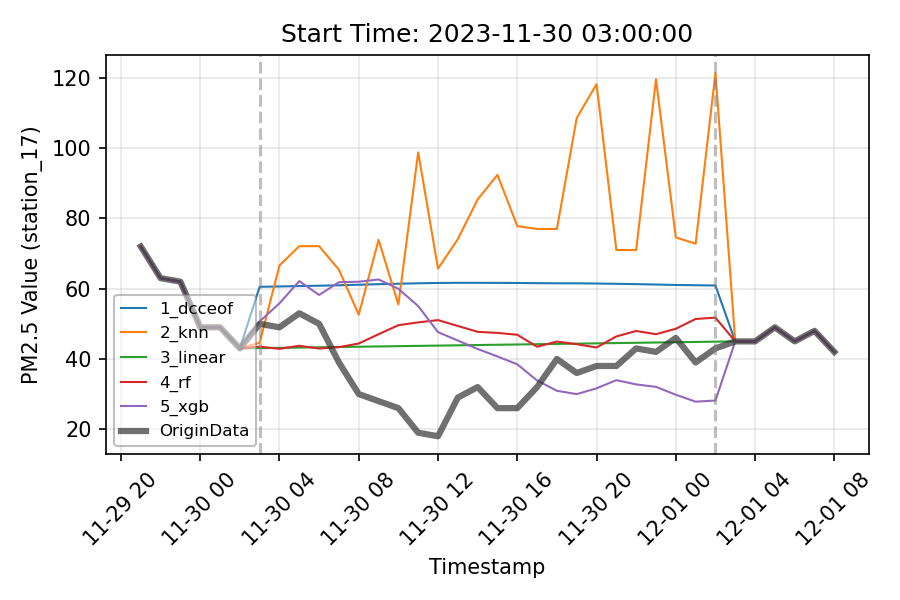 Start Time: 2023-11-30 03:00:00
PM2.5 Value (station_17)
120
100
80
60
40
20
1_dcceof
2_knn
3_linear
4_rf
5_xgb
OriginData
11-29 20
11-30 00
11-30 04
11-30 08
11-30 12
11-30 16
11-30 20
12-01 00
12-01 04
12-01 08
Timestamp